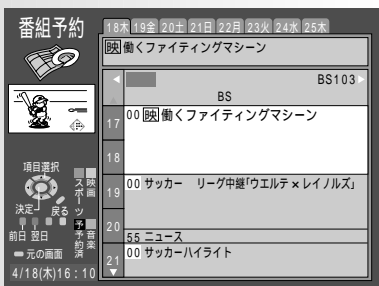 番組予約
18木 19金 20土 21日 22月 23火 24水 25木
映 働くファイティングマシーン
BS103
BS
17 00 映 働くファイティングマシーン
18
19 00 サッカー リーグ中継｢ウエルテ×レイノルズ｣
20
55 ニュース
21 00 サッカーハイライト
項目選択
決定 戻る
前日 翌日
元の画面
スポーツ 映画
予 予約済 音楽
4/18(木)16:10